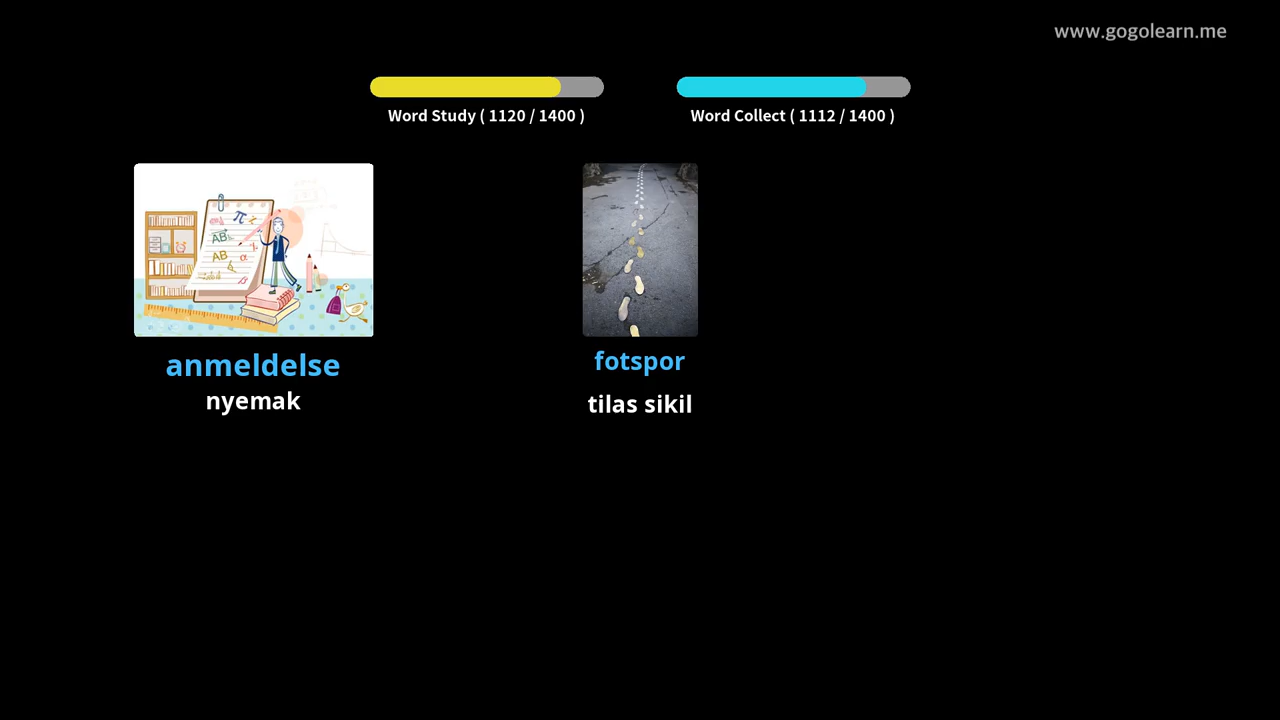 www.gogolearn.me
Word Study ( 1120 / 1400 )
Word Collect ( 1112 / 1400 )
anmeldelse
nyemak
fotspor
tilas sikil